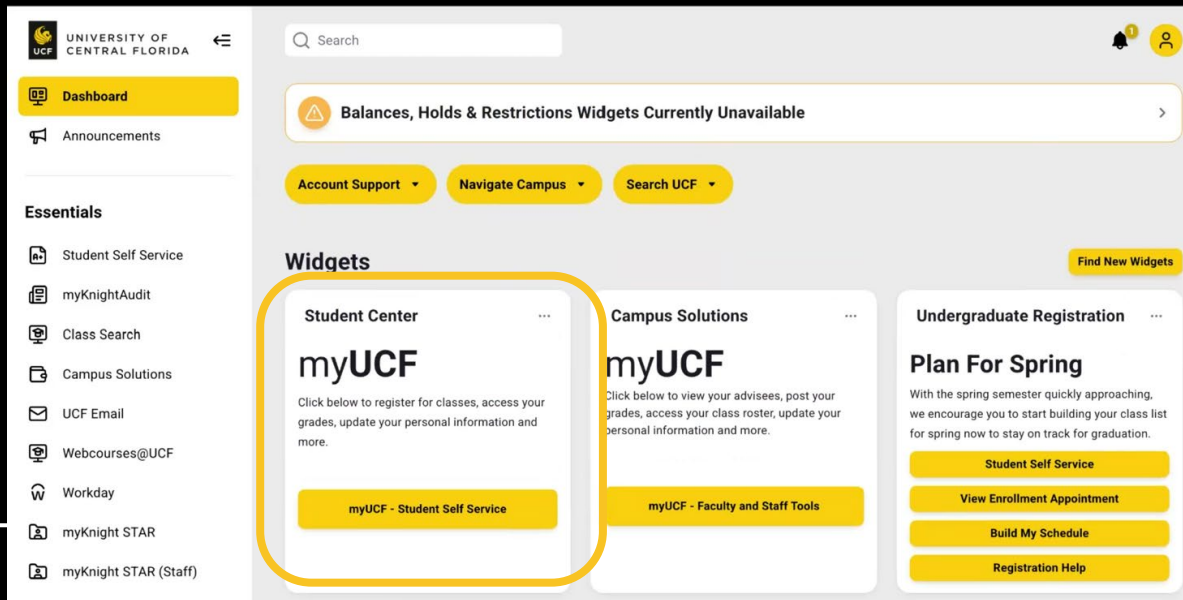 UCF
UNIVERSITY OF
CENTRAL FLORIDA
Dashboard
Announcements
Essentials
Student Self Service
myKnightAudit
Class Search
Campus Solutions
UCF Email
Webcourses@UCF
Workday
myKnight STAR
myKnight STAR (Staff)
Search
1
Balances, Holds & Restrictions Widgets Currently Unavailable
Account Support
Navigate Campus
Search UCF
Widgets
Find New Widgets
Student Center
myUCF
Click below to register for classes, access your
grades, update your personal information and
more.
myUCF - Student Self Service
Campus Solutions
myUCF
Click below to view your advisees, post your
grades, access your class roster, update your
personal information and more.
myUCF - Faculty and Staff Tools
Undergraduate Registration
Plan For Spring
With the spring semester quickly approaching,
we encourage you to start building your class list
for spring now to stay on track for graduation.
Student Self Service
View Enrollment Appointment
Build My Schedule
Registration Help